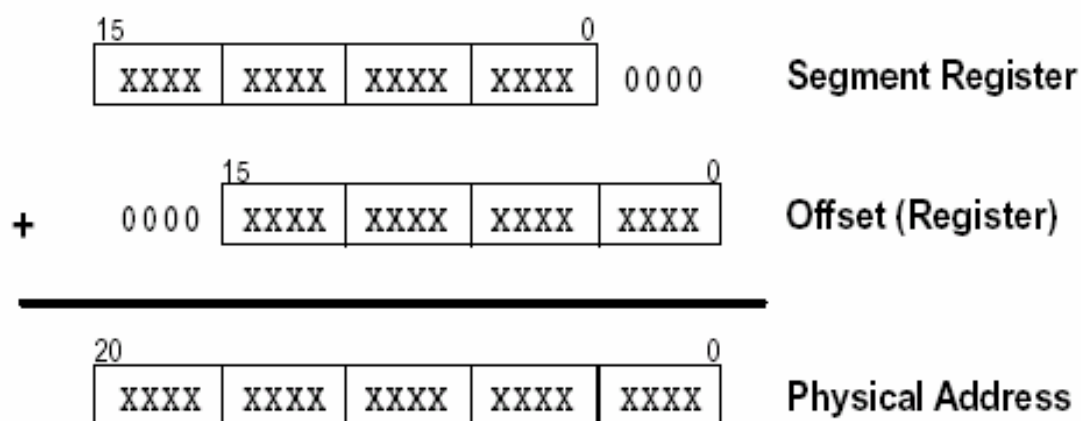 15 0
XXXX XXXX XXXX XXXX 0000 Segment Register
15 0
+ 0000 XXXX XXXX XXXX XXXX Offset (Register)
20 0
XXXX XXXX XXXX XXXX XXXX Physical Address